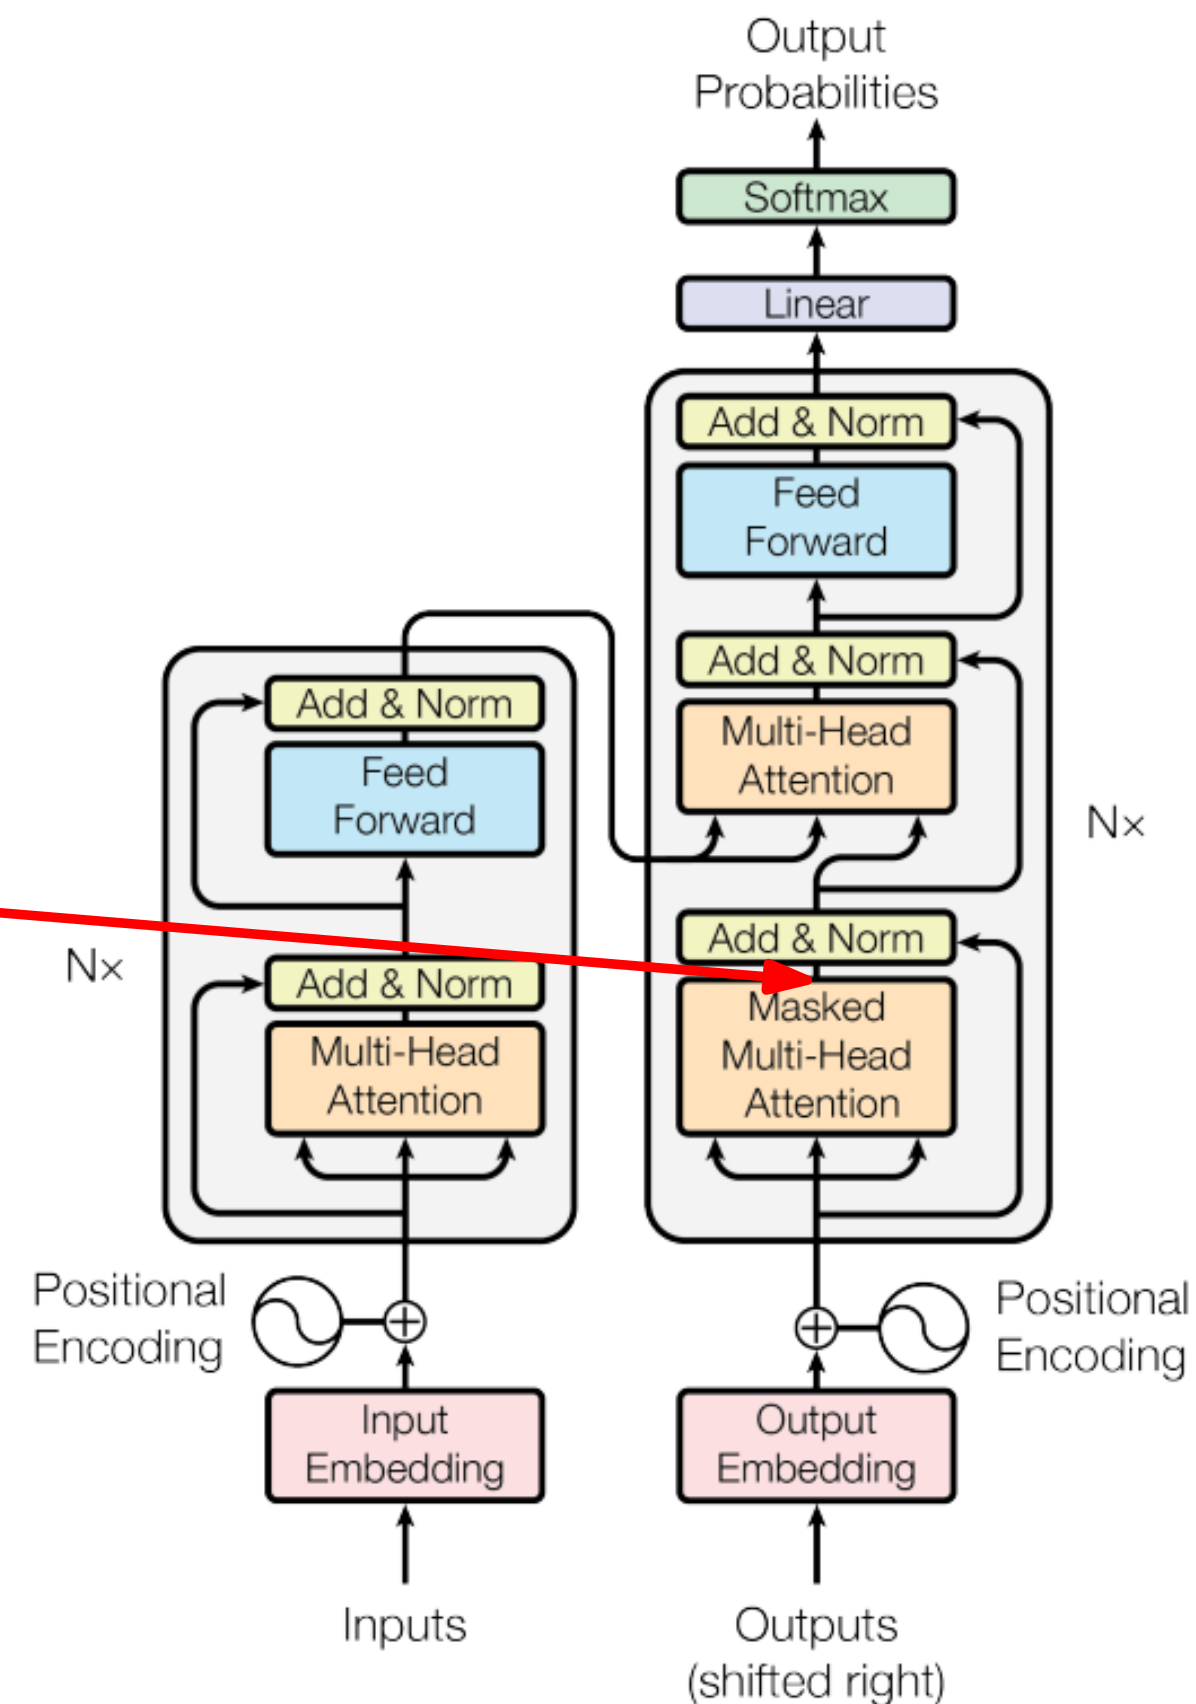 Output
Probabilities
Softmax
Linear
Add & Norm
Feed
Forward
Add & Norm
Multi-Head
Attention
Nx
Add & Norm
Masked
Multi-Head
Attention
Add & Norm
Feed
Forward
Nx
Add & Norm
Multi-Head
Attention
Positional
Encoding
Positional
Encoding
Input
Embedding
Output
Embedding
Inputs
Outputs
(shifted right)